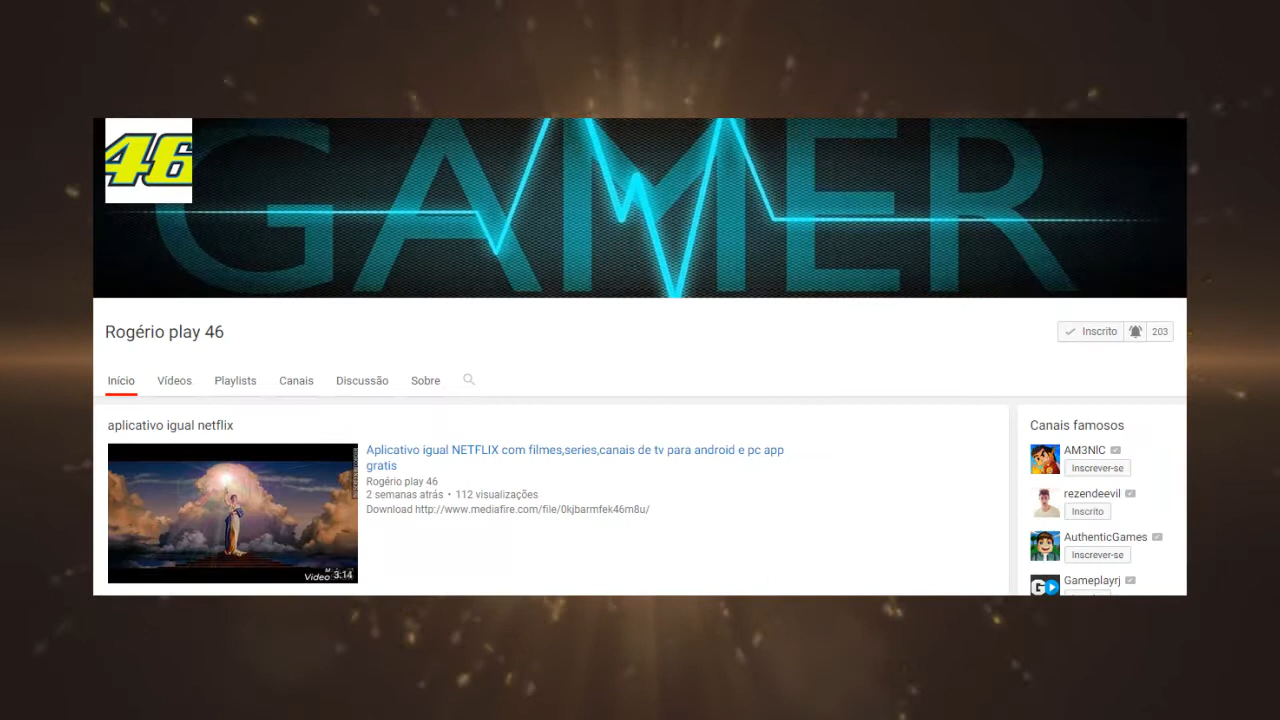 46
GAMER
Rogério play 46
Inscrito 203
Início Vídeos Playlists Canais Discussão Sobre
aplicativo igual netflix
Aplicativo igual NETFLIX com filmes,series,canais de tv para android e pc app
gratis
Rogério play 46
2 semanas atrás • 112 visualizações
Download http://www.mediafire.com/file/0kjbarmfek46m8u/
Video 3:14
Canais famosos
AM3NIC
Inscrever-se
rezendeevil
Inscrito
AuthenticGames
Inscrever-se
Gameplayrj